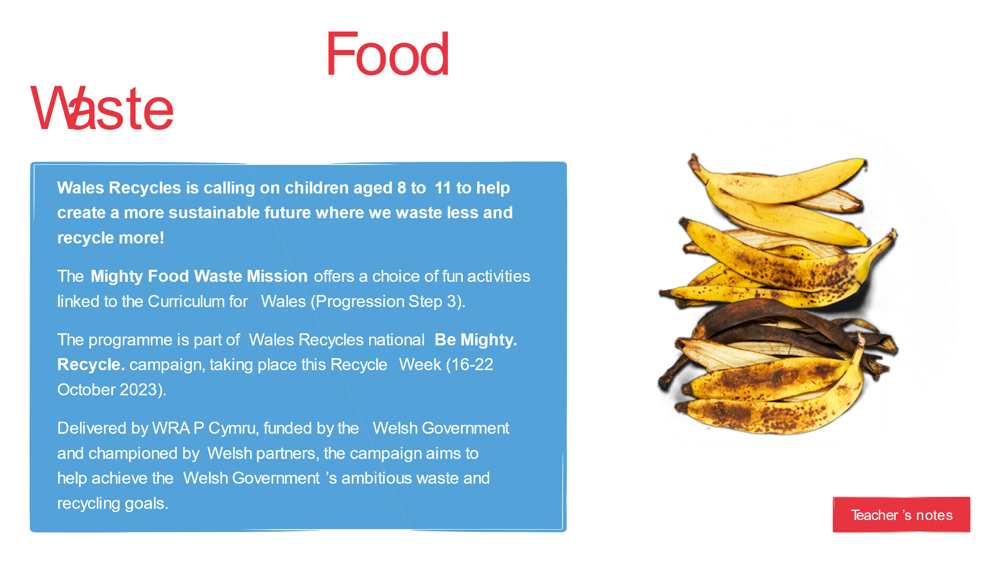 Food
Waste
Wales Recycles is calling on children aged 8 to 11 to help
create a more sustainable future where we waste less and
recycle more!
The Mighty Food Waste Mission offers a choice of fun activities
linked to the Curriculum for Wales (Progression Step 3).
The programme is part of Wales Recycles national Be Mighty.
Recycle. campaign, taking place this Recycle Week (16-22
October 2023).
Delivered by WRA P Cymru, funded by the Welsh Government
and championed by Welsh partners, the campaign aims to
help achieve the Welsh Government ’s ambitious waste and
recycling goals.
Teacher ’s notes